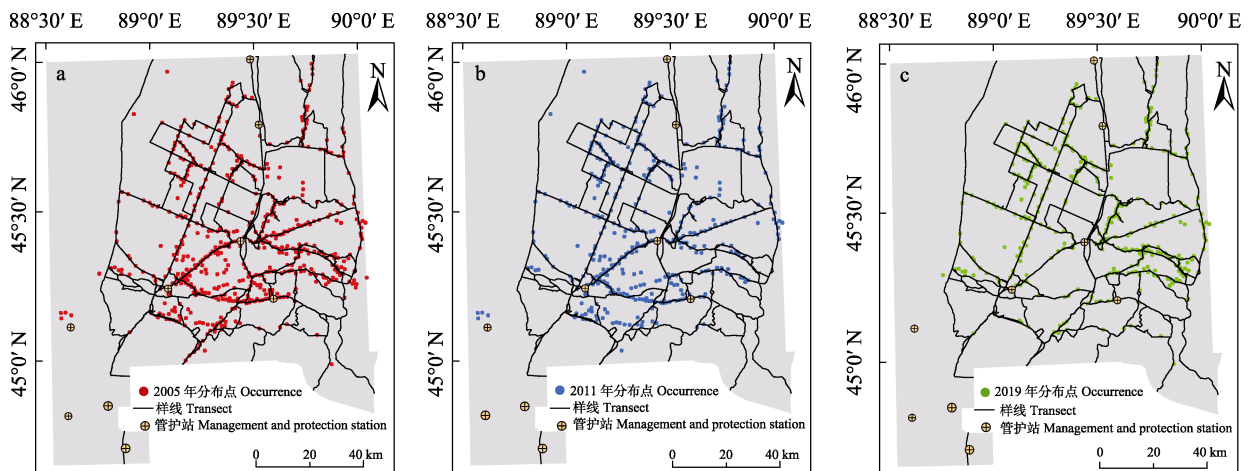 88°30′ E 89°0′ E 89°30′ E 90°0′ E
46°0′ N
45°30′ N
45°0′ N
a
N
2005 年分布点 Occurrence
样线 Transect
管护站 Management and protection station
0 20 40 km
88°30′ E 89°0′ E 89°30′ E 90°0′ E
46°0′ N
45°30′ N
45°0′ N
b
N
2011 年分布点 Occurrence
样线 Transect
管护站 Management and protection station
0 20 40 km
88°30′ E 89°0′ E 89°30′ E 90°0′ E
46°0′ N
45°30′ N
45°0′ N
c
N
2019 年分布点 Occurrence
样线 Transect
管护站 Management and protection station
0 20 40 km